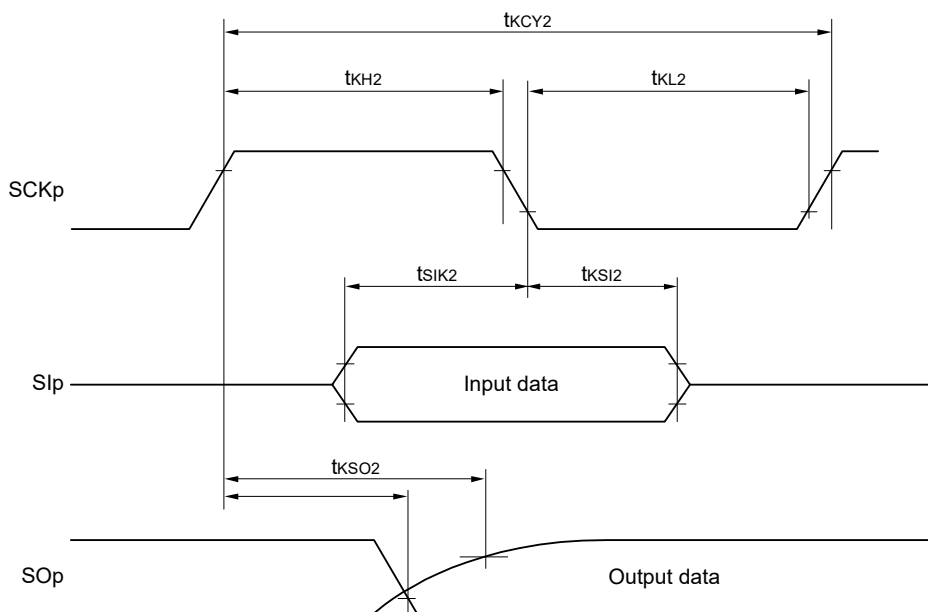 tKCY2
tKH2
tKL2
SCKp
tSIK2
tKSI2
SIp
Input data
tKSO2
SOp
Output data